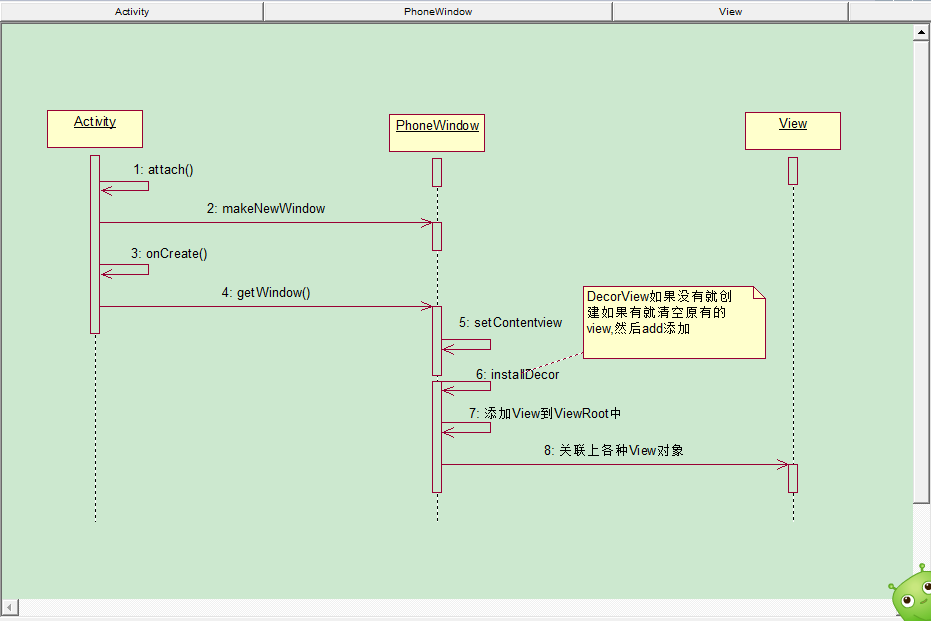 Activity
PhoneWindow
View
Activity
PhoneWindow
View
1: attach()
2: makeNewWindow
3: onCreate()
4: getWindow()
DecorView如果没有就创
建如果有就清空原有的
view,然后add添加
5: setContentview
6: installDecor
7: 添加View到ViewRoot中
8: 关联上各种View对象